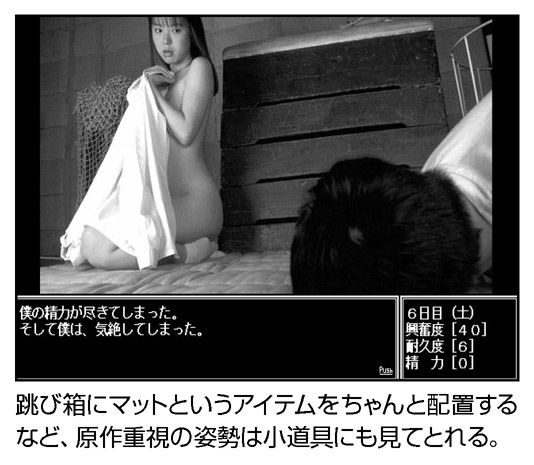 僕の精力が尽きてしまった。
そして僕は、気絶してしまった。
PUSH
6日目(土)
興奮度[40]
耐久度[6]
精 力[0]
跳び箱にマットというアイテムをちゃんと配置する
など、原作重視の姿勢は小道具にも見てとれる。